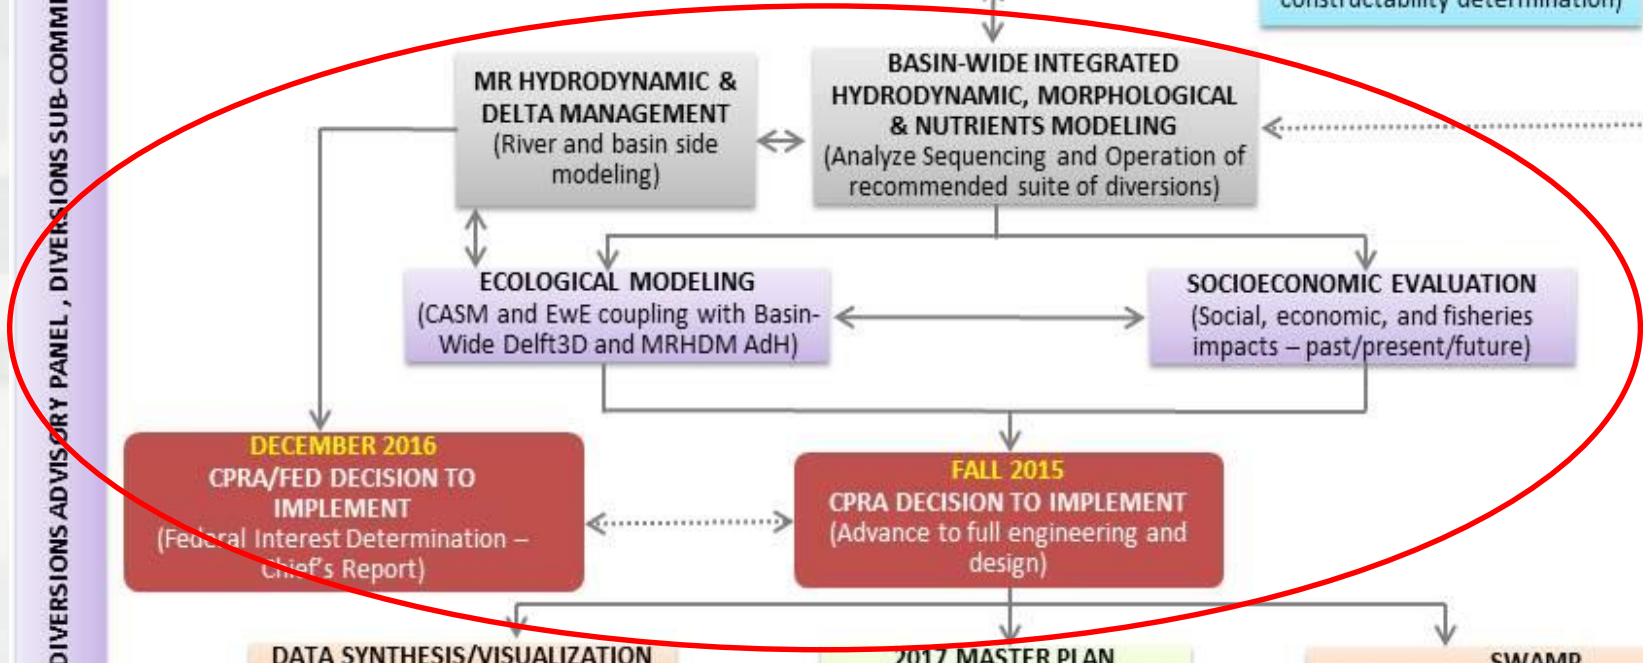 DIVERSIONS ADVISORY PANEL, DIVERSIONS SUB-COMM
constructability determination)
MR HYDRODYNAMIC &
DELTA MANAGEMENT
(River and basin side
modeling)
BASIN-WIDE INTEGRATED
HYDRODYNAMIC, MORPHOLOGICAL
& NUTRIENTS MODELING
(Analyze Sequencing and Operation of
recommended suite of diversions)
ECOLOGICAL MODELING
(CASM and EwE coupling with Basin-
Wide Delft3D and MRHDM AdH)
SOCIOECONOMIC EVALUATION
(Social, economic, and fisheries
impacts – past/present/future)
DECEMBER 2016
CPRA/FED DECISION TO
IMPLEMENT
(Federal Interest Determination –
Chief's Report)
FALL 2015
CPRA DECISION TO IMPLEMENT
(Advance to full engineering and
design)
DATA SYNTHESIS/VISUALIZATION
2017 MASTER PLAN
SWAMP